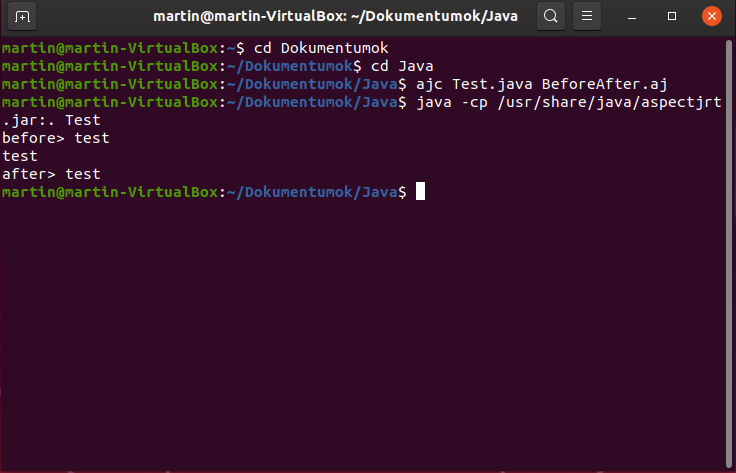 martin@martin-VirtualBox: ~/Dokumentumok/Java
martin@martin-VirtualBox:~$ cd Dokumentumok
martin@martin-VirtualBox:~/Dokumentumok$ cd Java
martin@martin-VirtualBox:~/Dokumentumok/Java$ ajc Test.java BeforeAfter.aj
martin@martin-VirtualBox:~/Dokumentumok/Java$ java -cp /usr/share/java/aspectjrt
.jar:. Test
before> test
test
after> test
martin@martin-VirtualBox:~/Dokumentumok/Java$